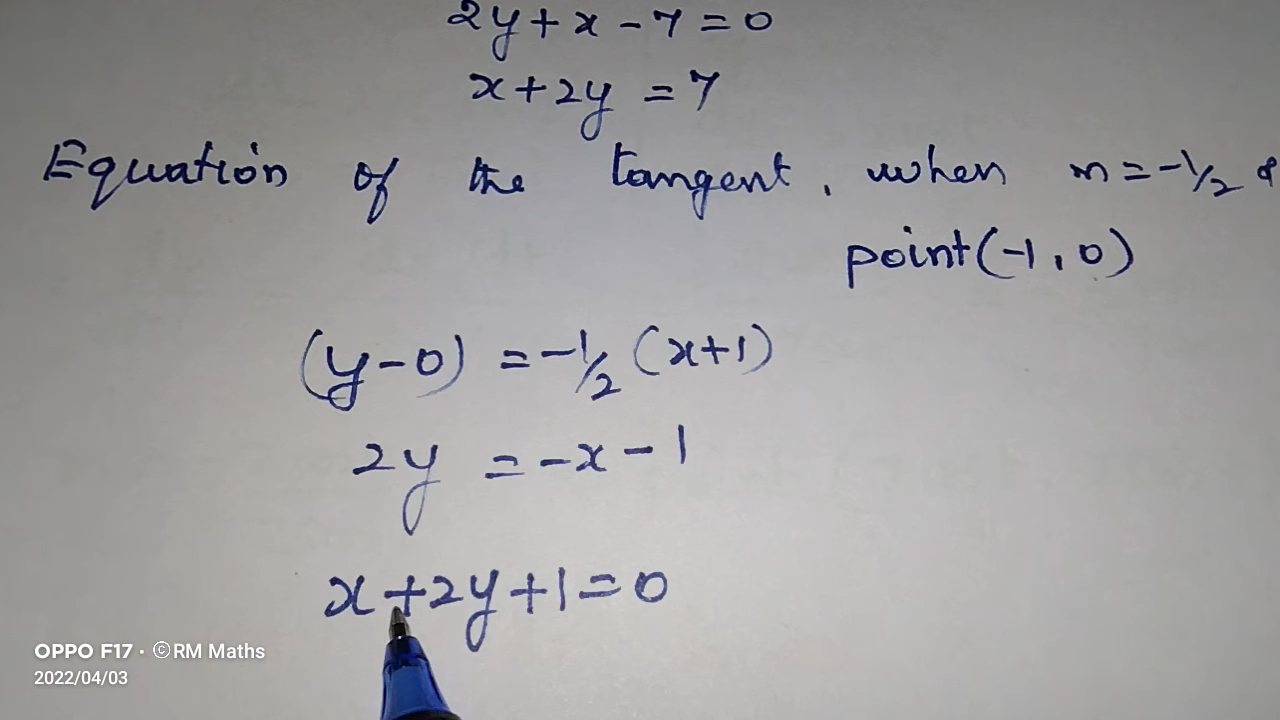 2y + x - 7 = 0
x + 2y = 7
Equation of the tangent, when m = -1/2 &
point (-1, 0)
(y - 0) = -1/2 (x+1)
2y = -x - 1
x + 2y + 1 = 0
OPPO F17 · ©RM Maths
2022/04/03